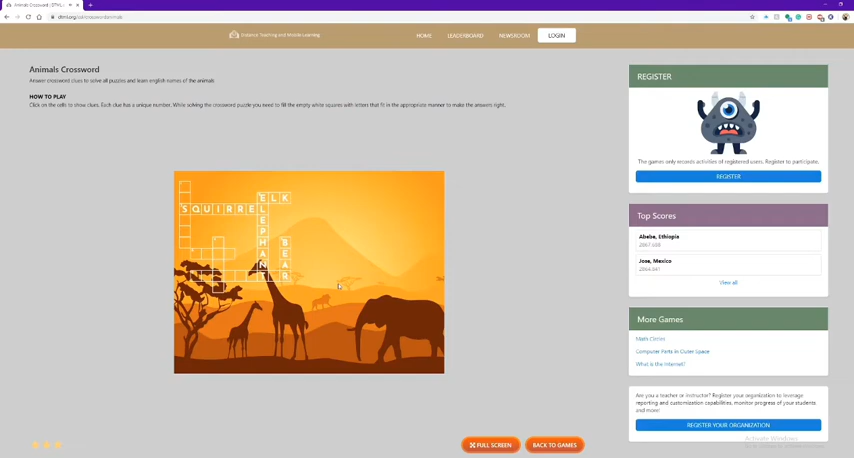 Distance Teaching and Mobile Learning
HOME
LEADERBOARD
NEWSROOM
LOGIN
Animals Crossword
Answer crossword clues to solve all puzzles and learn english names of the animals
HOW TO PLAY
Click on the cells to show clues. Each clue has a unique number. While solving the crossword puzzle you need to fill the empty white squares with letters that fit in the appropriate manner to make the answers right.
ELK
SQUIRREL
ELEPHANT
BEAR
FULL SCREEN
BACK TO GAMES
REGISTER
The games only records activities of registered users. Register to participate.
REGISTER
Top Scores
Abebe, Ethiopia
Jose, Mexico
View all
More Games
Math Circles
Computer Parts in Outer Space
What is the Internet?
Are you a teacher or instructor? Register your organization to leverage
reporting and customization capabilities, monitor progress of your students
and more!
REGISTER YOUR ORGANIZATION
Activate Windows